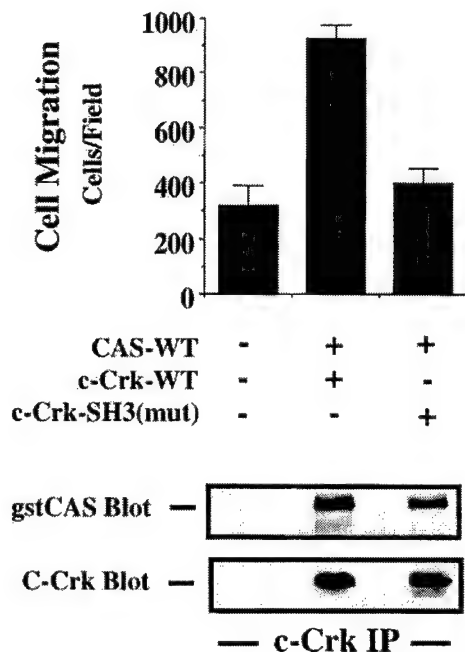 Cell Migration
Cells/Field
1000
800
600
400
200
0
CAS-WT - + +
c-Crk-WT - + -
c-Crk-SH3(mut) - - +
gstCAS Blot —
C-Crk Blot —
— c-Crk IP —